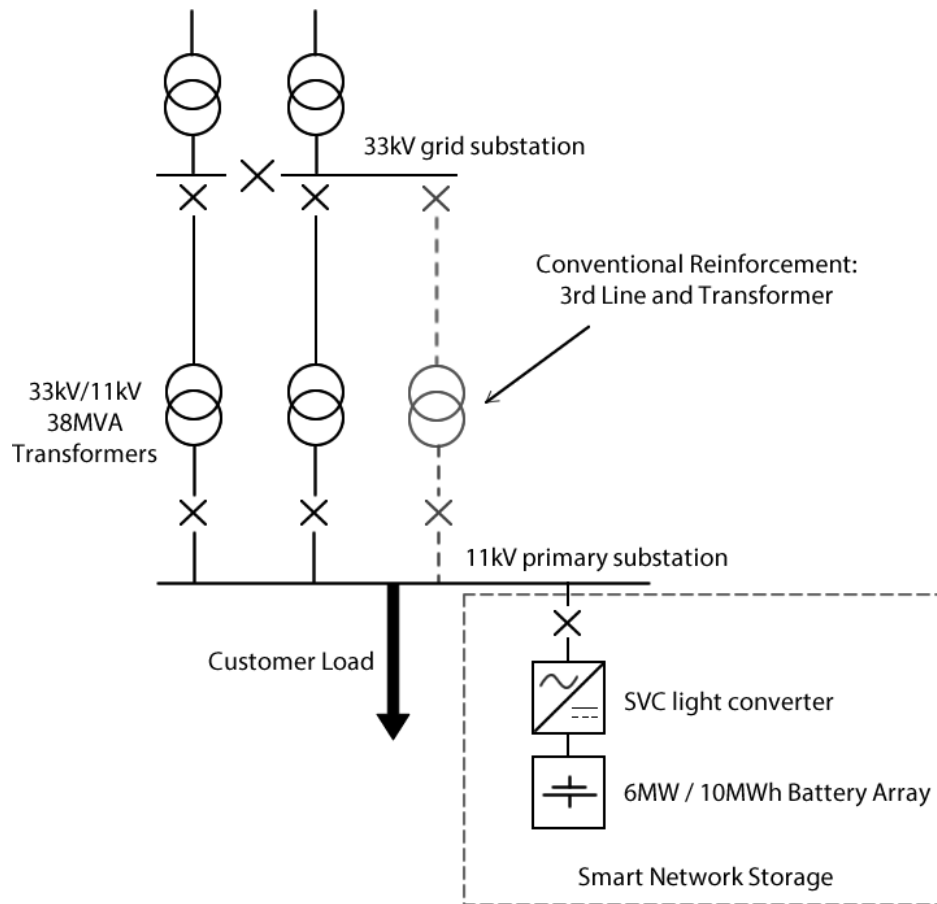 33kV grid substation
Conventional Reinforcement:
3rd Line and Transformer
33kV/11kV
38MVA
Transformers
11kV primary substation
Customer Load
SVC light converter
6MW / 10MWh Battery Array
Smart Network Storage